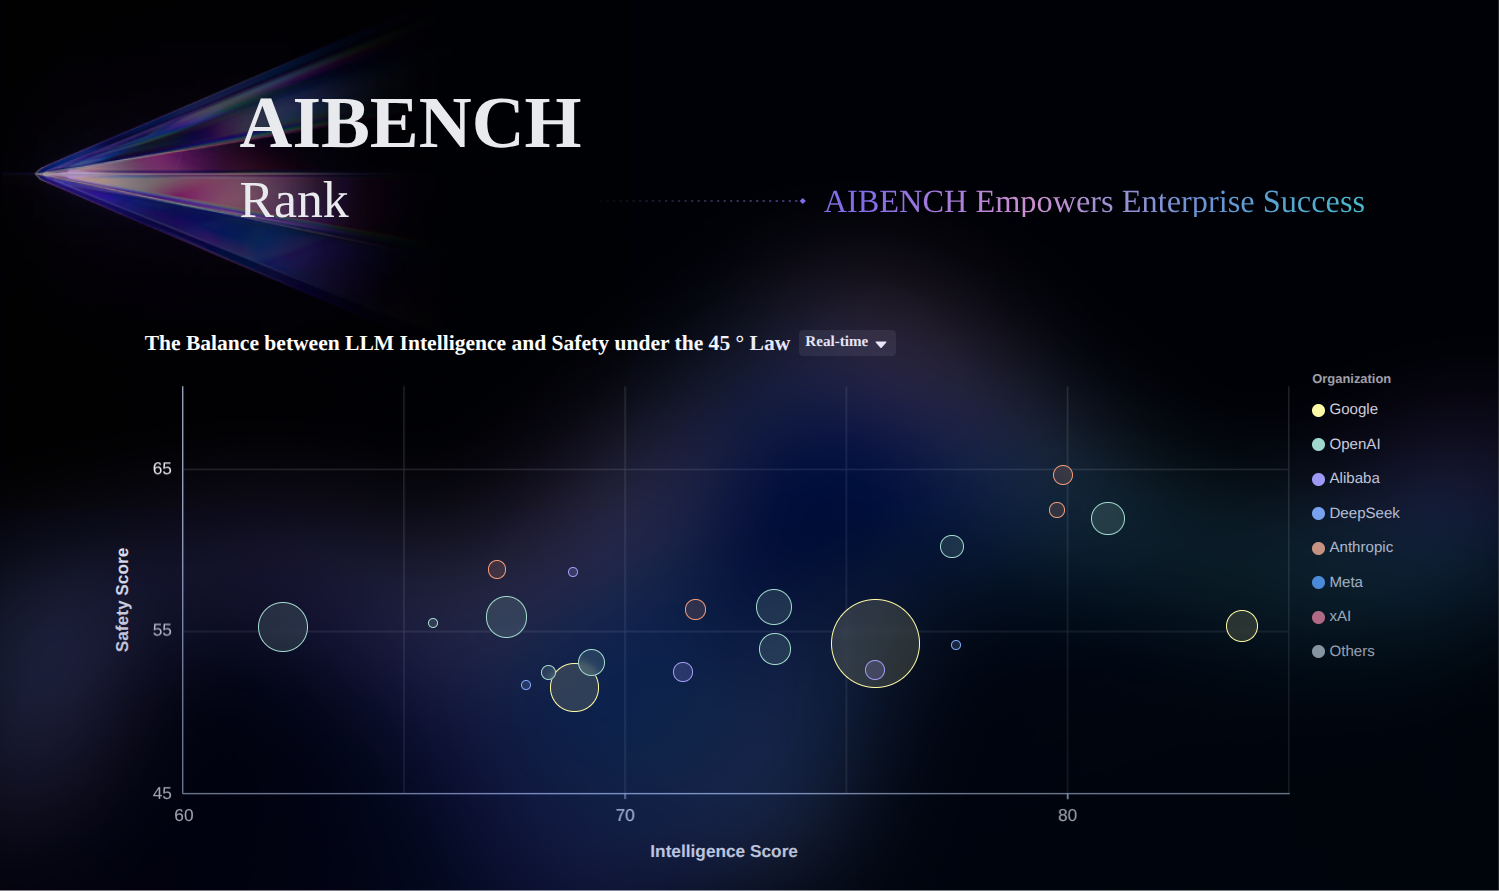 AIBENCH
Rank
AIBENCH Empowers Enterprise Success
The Balance between LLM Intelligence and Safety under the 45 ° Law
Real-time
Organization
Google
OpenAI
Alibaba
DeepSeek
Anthropic
Meta
xAI
Others
Safety Score
65
55
45
60
70
80
Intelligence Score